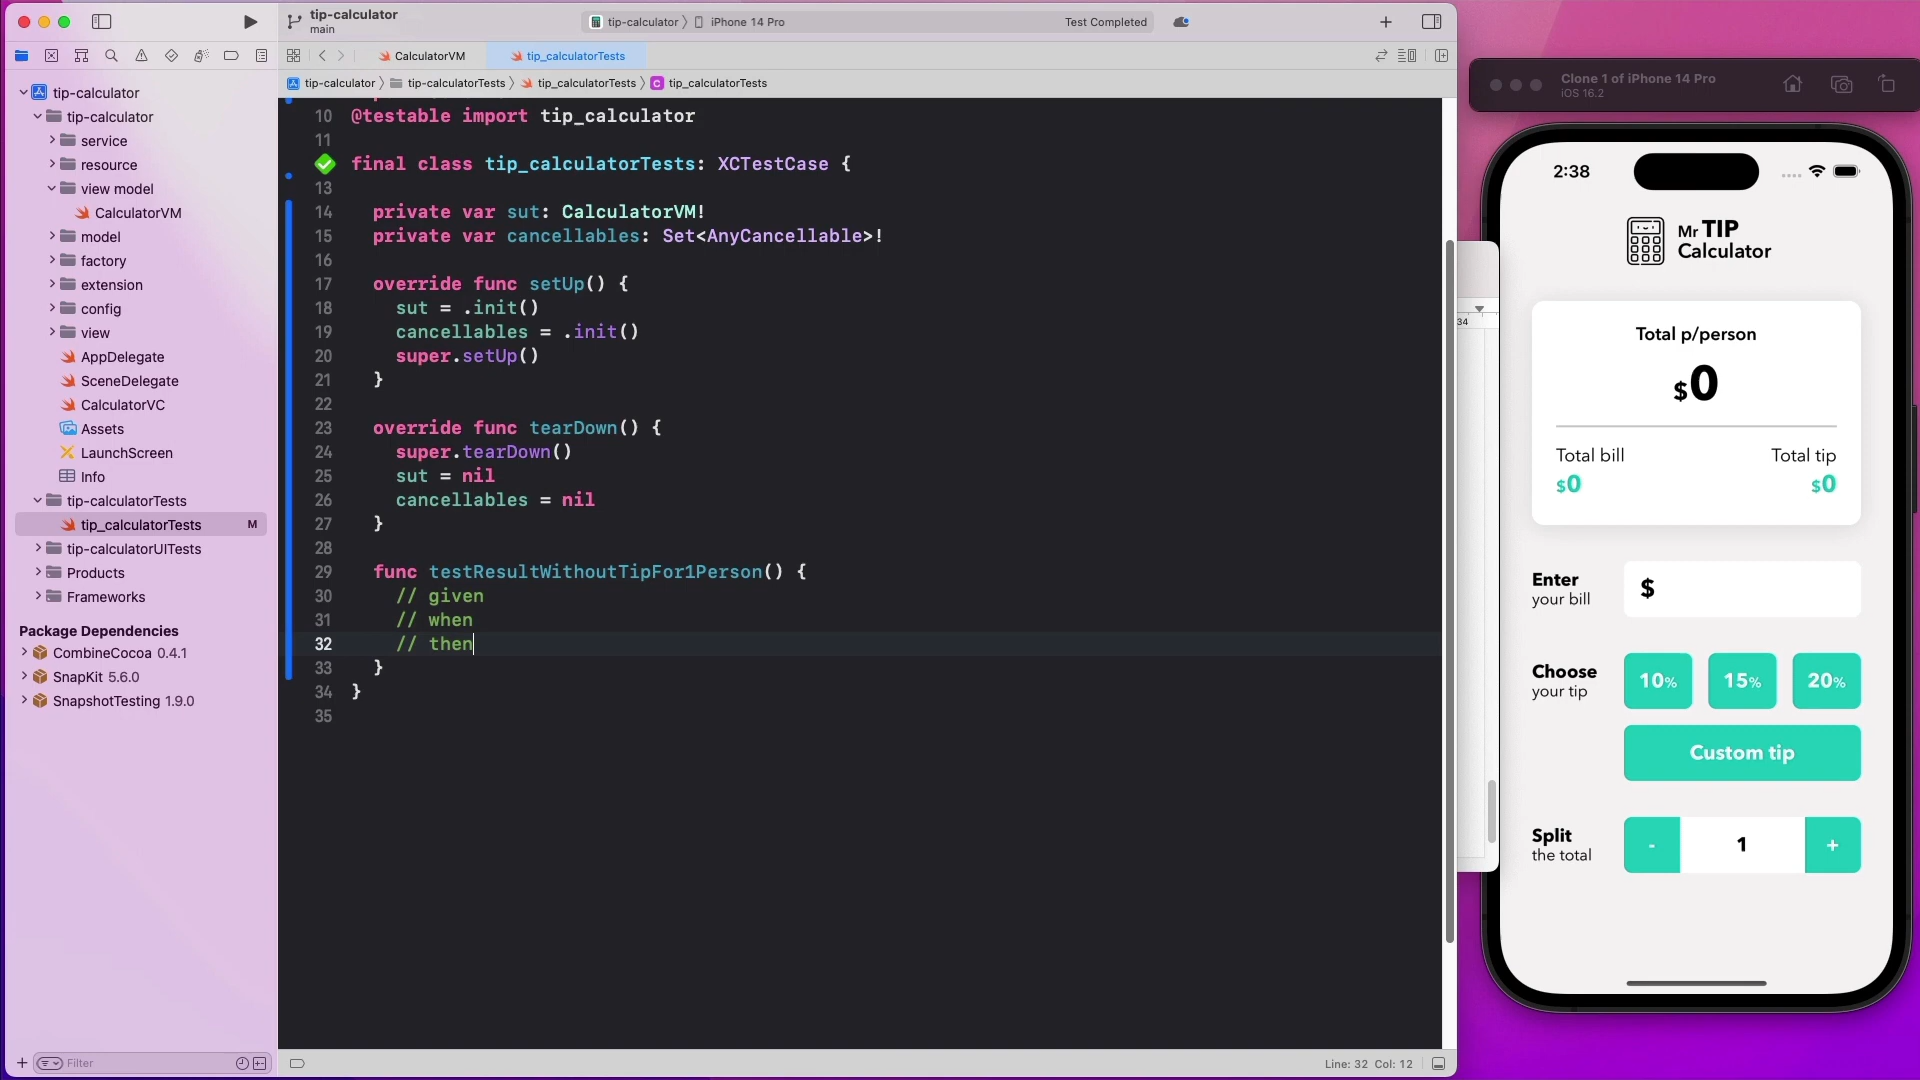 tip-calculator
main
tip-calculator
iPhone 14 Pro
Test Completed
CalculatorVM
tip_calculatorTests
tip-calculator
tip-calculatorTests
tip_calculatorTests
C
tip_calculatorTests
tip-calculator
tip-calculator
service
resource
view model
CalculatorVM
model
factory
extension
config
view
AppDelegate
SceneDelegate
CalculatorVC
Assets
LaunchScreen
Info
tip-calculatorTests
tip_calculatorTests M
tip-calculatorUITests
Products
Frameworks
Package Dependencies
CombineCocoa 0.4.1
SnapKit 5.6.0
SnapshotTesting 1.9.0
Filter
10 @testable import tip_calculator
11
final class tip_calculatorTests: XCTestCase {
13
14 private var sut: CalculatorVM!
15 private var cancellables: Set<AnyCancellable>!
16
17 override func setUp() {
18 sut = .init()
19 cancellables = .init()
20 super.setUp()
21 }
22
23 override func tearDown() {
24 super.tearDown()
25 sut = nil
26 cancellables = nil
27 }
28
29 func testResultWithoutTipFor1Person() {
30 // given
31 // when
32 // then
33 }
34 }
35
Line: 32 Col: 12
34
Clone 1 of iPhone 14 Pro
iOS 16.2
2:38
Mr TIP
Calculator
Total p/person
$0
Total bill
Total tip
$0
$0
Enter
your bill
$
Choose
your tip
10%
15%
20%
Custom tip
Split
the total
-
1
+